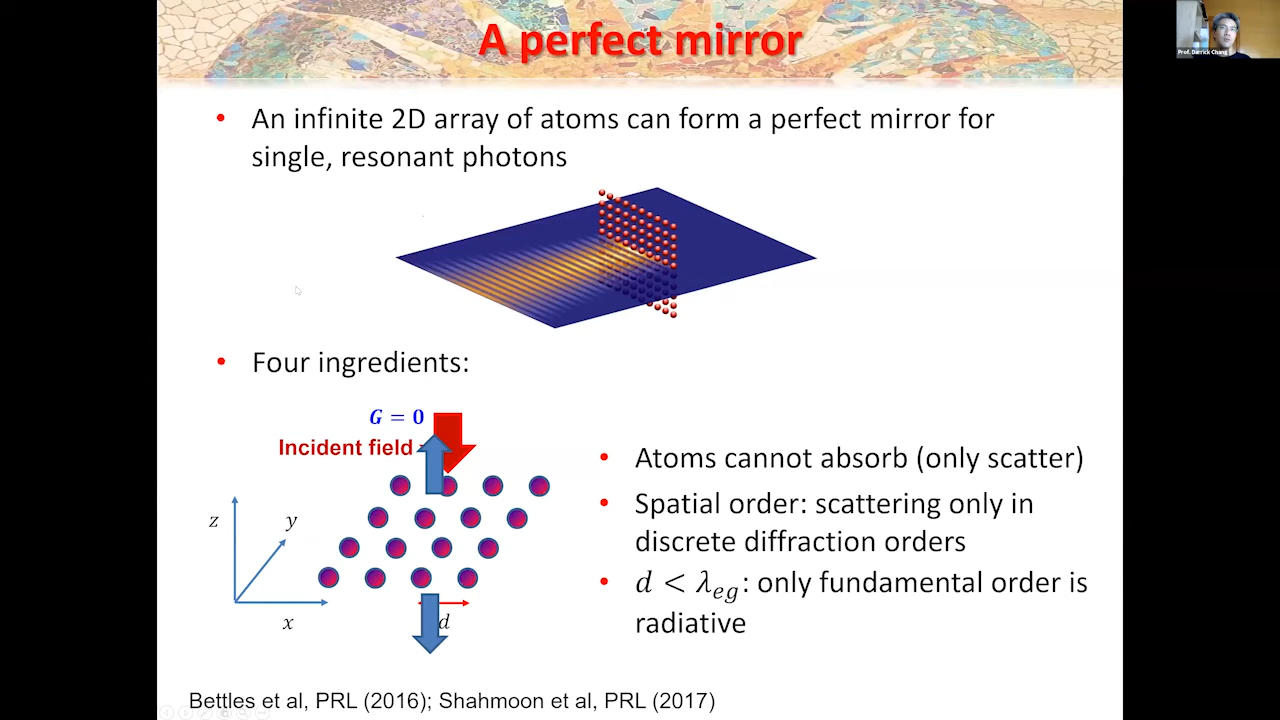 A perfect mirror
Prof. Darrick Chang
• An infinite 2D array of atoms can form a perfect mirror for
single, resonant photons
• Four ingredients:
G = 0
Incident field
z
y
x
d
• Atoms cannot absorb (only scatter)
• Spatial order: scattering only in
discrete diffraction orders
• d < λeg: only fundamental order is
radiative
Bettles et al, PRL (2016); Shahmoon et al, PRL (2017)